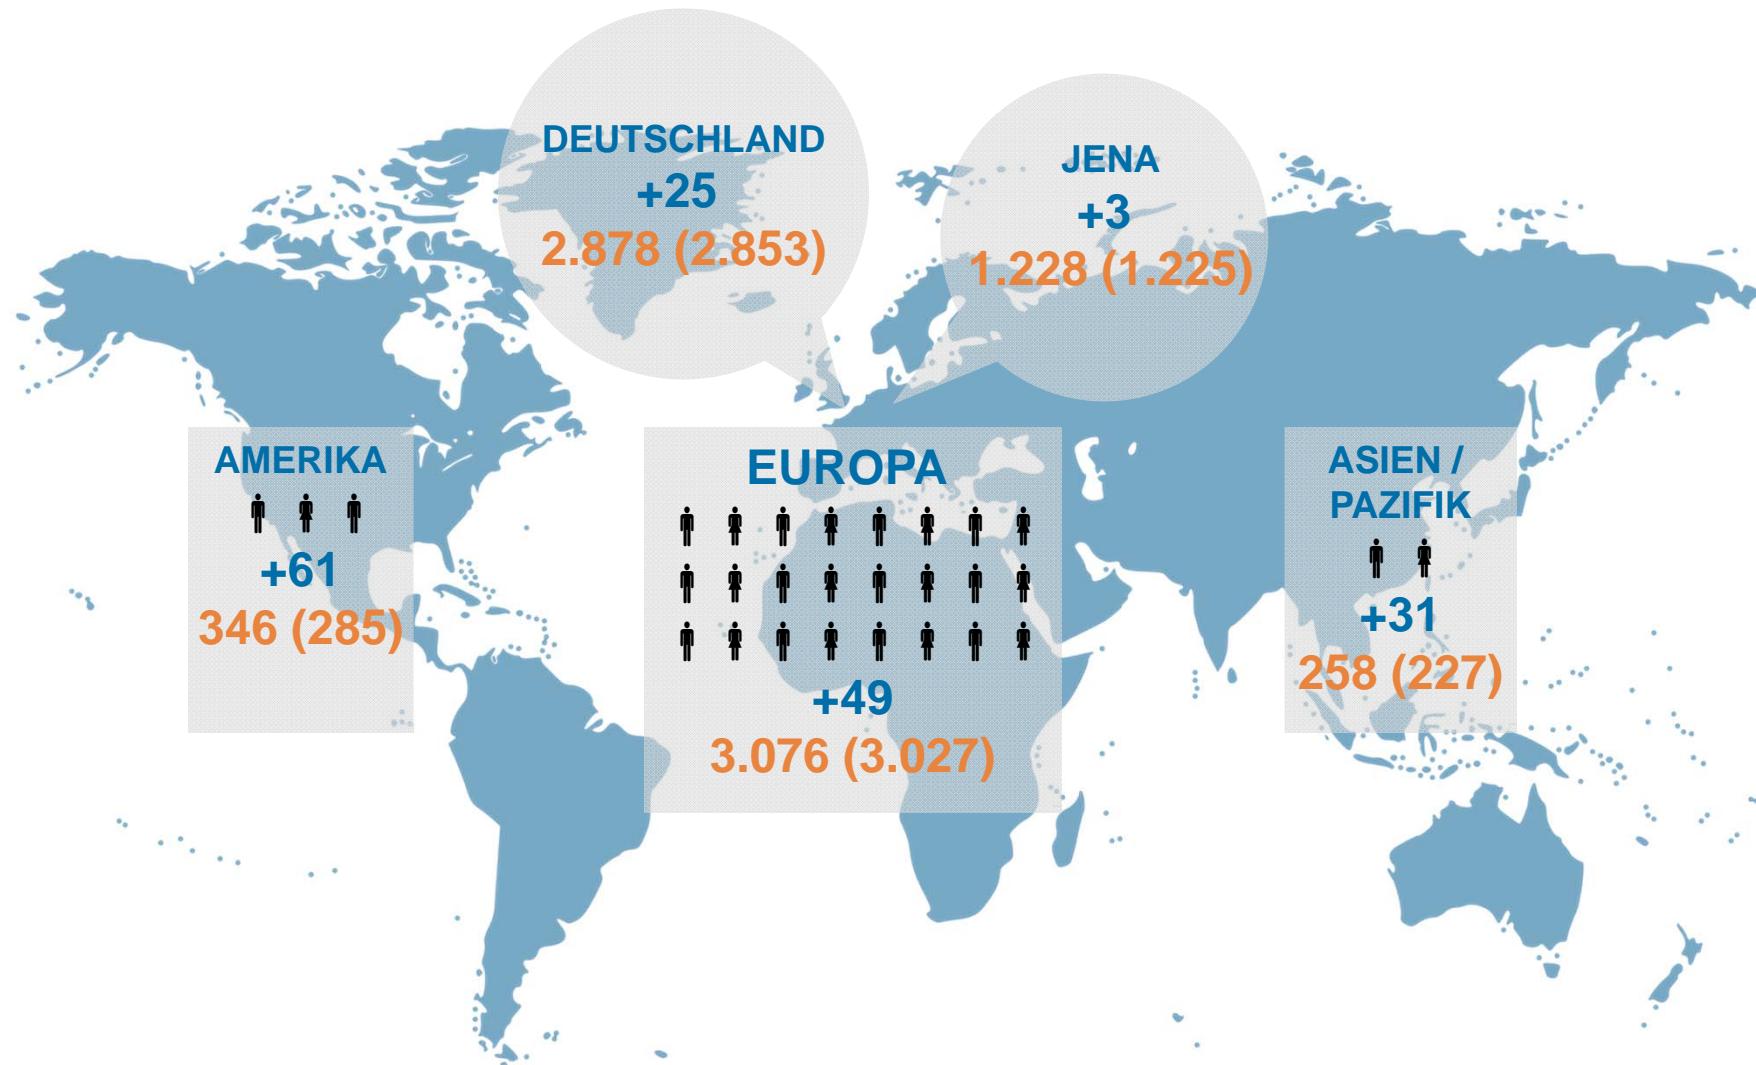 DEUTSCHLAND
+25
2.878 (2.853)
JENA
+3
1.228 (1.225)
AMERIKA
+61
346 (285)
EUROPA
+49
3.076 (3.027)
ASIEN /
PAZIFIK
+31
258 (227)